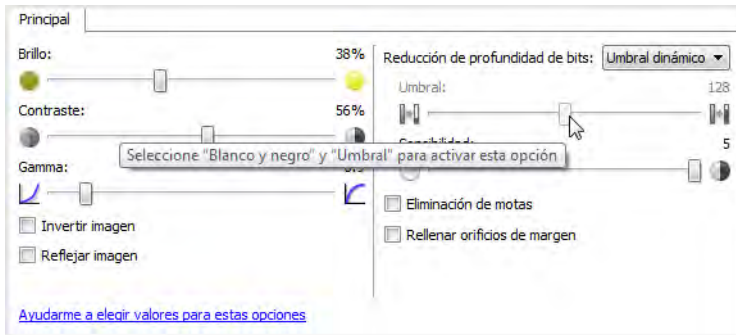 Principal
Brillo: 38%
Contraste: 56%
Gamma:
Invertir imagen
Reflejar imagen
Ayudarme a elegir valores para estas opciones
Reducción de profundidad de bits: Umbral dinámico
Umbral: 128
Sensibilidad: 5
Seleccione "Blanco y negro" y "Umbral" para activar esta opción
Eliminación de motas
Rellenar orificios de margen